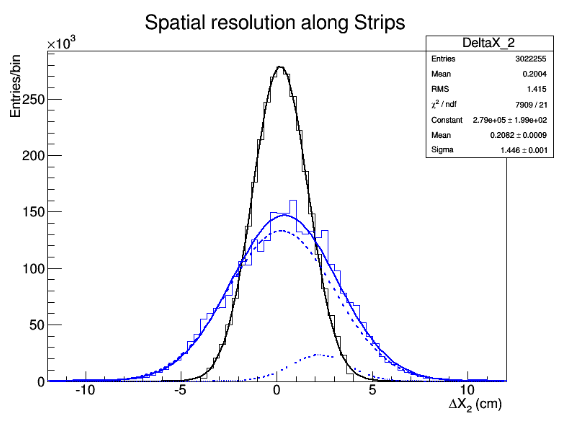 Spatial resolution along Strips
×10³
Entries/bin
DeltaX_2
Entries 3022255
Mean 0.2004
RMS 1.415
χ² / ndf 7909 / 21
Constant 2.79e+05 ± 1.99e+02
Mean 0.2082 ± 0.0009
Sigma 1.446 ± 0.001
250
200
150
100
50
0
-10 -5 0 5 10
ΔX₂ (cm)